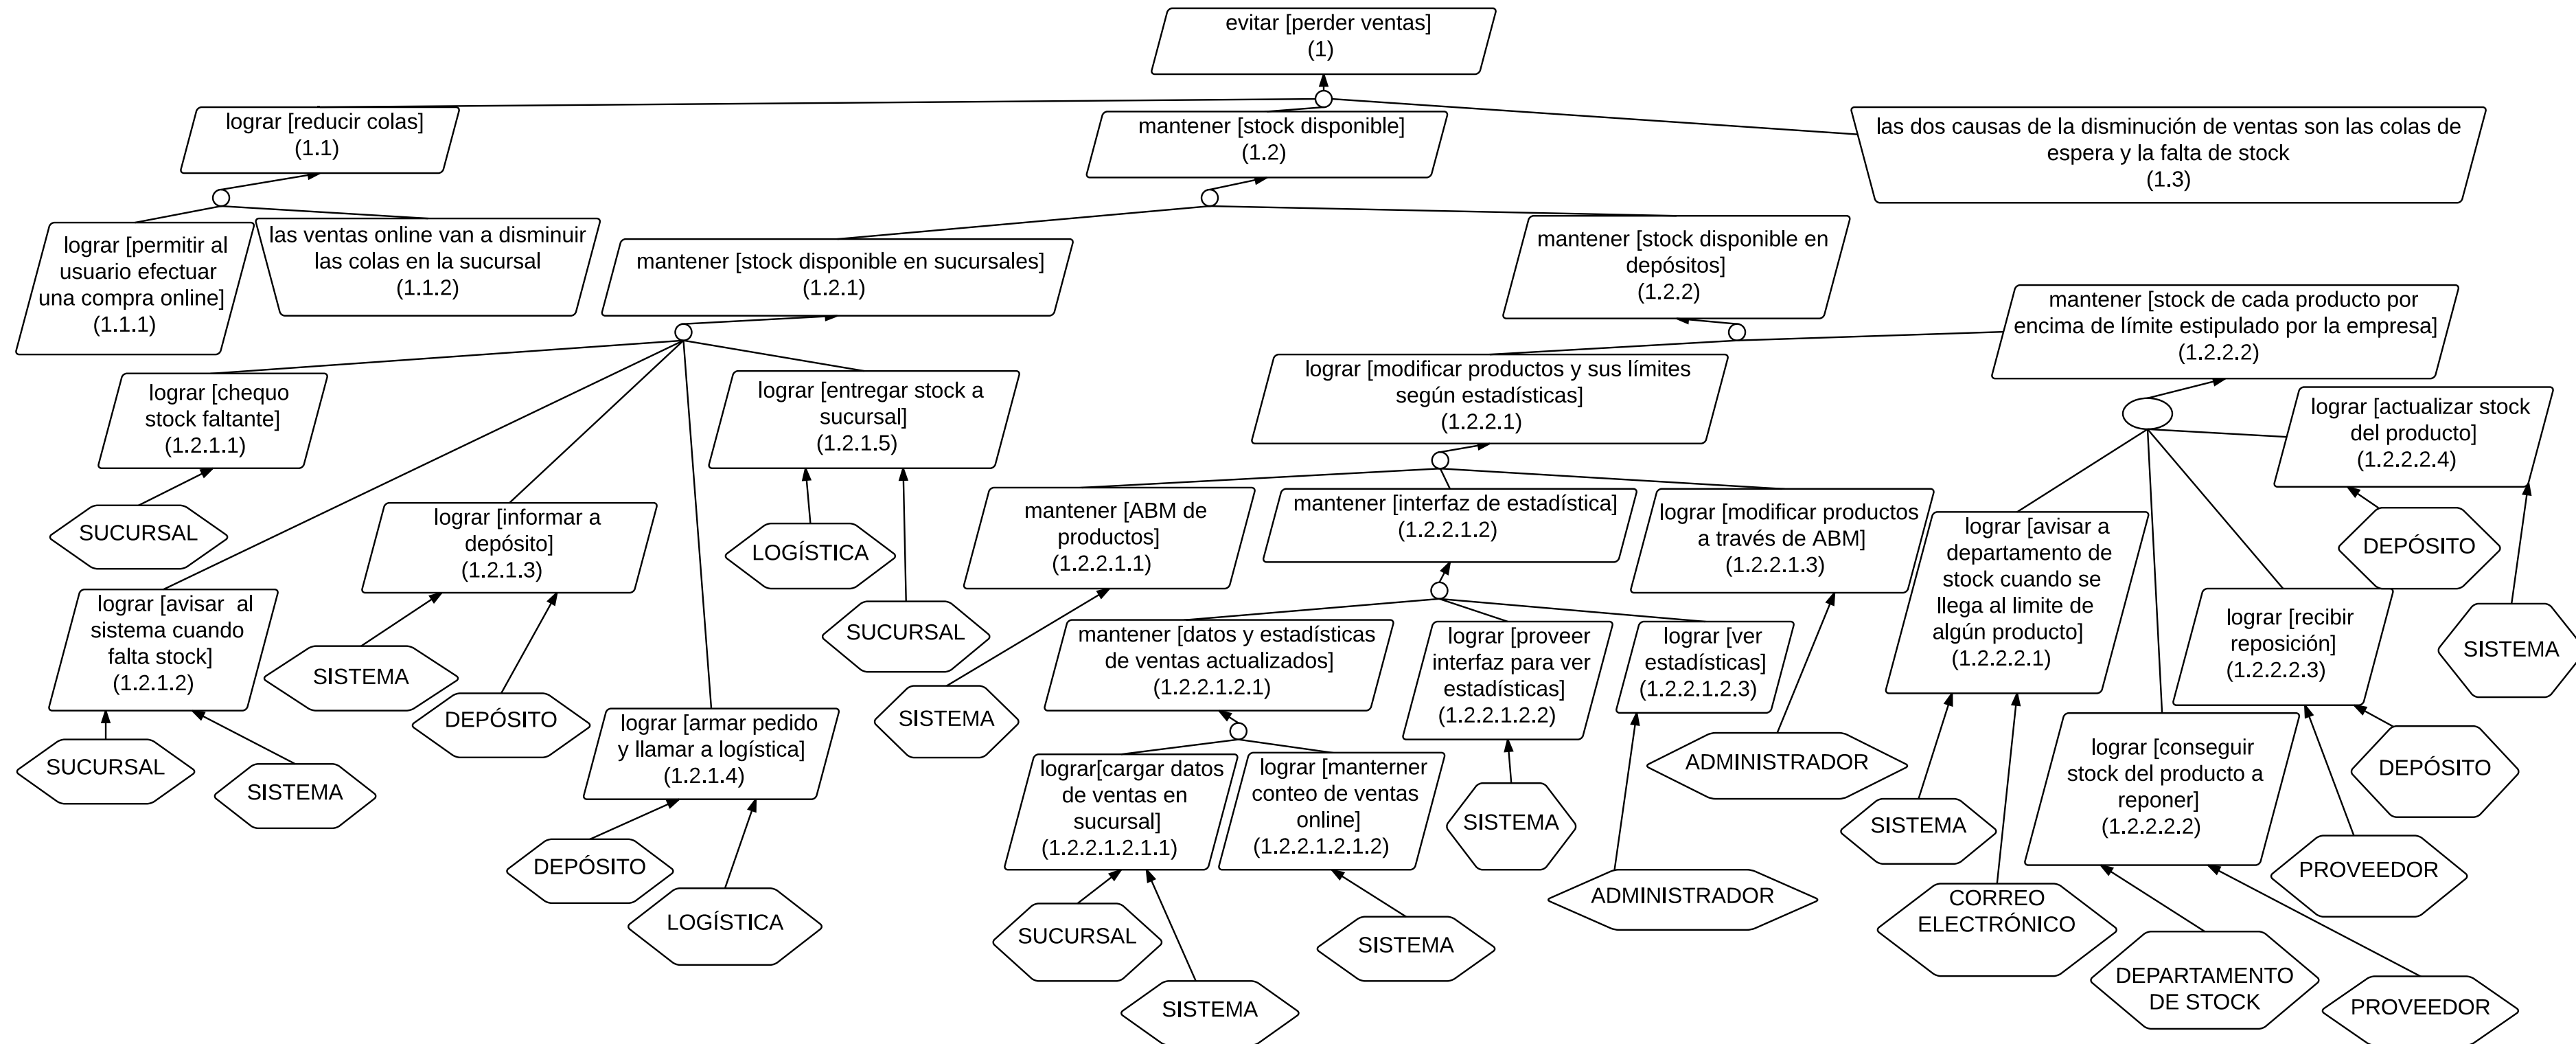 evitar [perder ventas]
(1)
lograr [reducir colas]
(1.1)
mantener [stock disponible]
(1.2)
las dos causas de la disminución de ventas son las colas de
espera y la falta de stock
(1.3)
lograr [permitir al
usuario efectuar
una compra online]
(1.1.1)
las ventas online van a disminuir
las colas en la sucursal
(1.1.2)
mantener [stock disponible en sucursales]
(1.2.1)
mantener [stock disponible en
depósitos]
(1.2.2)
mantener [stock de cada producto por
encima de límite estipulado por la empresa]
(1.2.2.2)
lograr [chequo
stock faltante]
(1.2.1.1)
lograr [entregar stock a
sucursal]
(1.2.1.5)
lograr [modificar productos y sus límites
según estadísticas]
(1.2.2.1)
lograr [actualizar stock
del producto]
(1.2.2.2.4)
SUCURSAL
lograr [informar a
depósito]
(1.2.1.3)
LOGÍSTICA
mantener [ABM de
productos]
(1.2.2.1.1)
mantener [interfaz de estadística]
(1.2.2.1.2)
lograr [modificar productos
a través de ABM]
(1.2.2.1.3)
lograr [avisar a
departamento de
stock cuando se
llega al limite de
algún producto]
(1.2.2.2.1)
DEPÓSITO
lograr [avisar  al
sistema cuando
falta stock]
(1.2.1.2)
SISTEMA
DEPÓSITO
SUCURSAL
mantener [datos y estadísticas
de ventas actualizados]
(1.2.2.1.2.1)
lograr [proveer
interfaz para ver
estadísticas]
(1.2.2.1.2.2)
lograr [ver
estadísticas]
(1.2.2.1.2.3)
lograr [recibir
reposición]
(1.2.2.2.3)
SISTEMA
SUCURSAL
SISTEMA
lograr [armar pedido
y llamar a logística]
(1.2.1.4)
SISTEMA
lograr[cargar datos
de ventas en
sucursal]
(1.2.2.1.2.1.1)
lograr [manterner
conteo de ventas
online]
(1.2.2.1.2.1.2)
SISTEMA
ADMINISTRADOR
SISTEMA
lograr [conseguir
stock del producto a
reponer]
(1.2.2.2.2)
DEPÓSITO
DEPÓSITO
LOGÍSTICA
SUCURSAL
SISTEMA
SISTEMA
ADMINISTRADOR
CORREO
ELECTRÓNICO
PROVEEDOR
DEPARTAMENTO
DE STOCK
PROVEEDOR